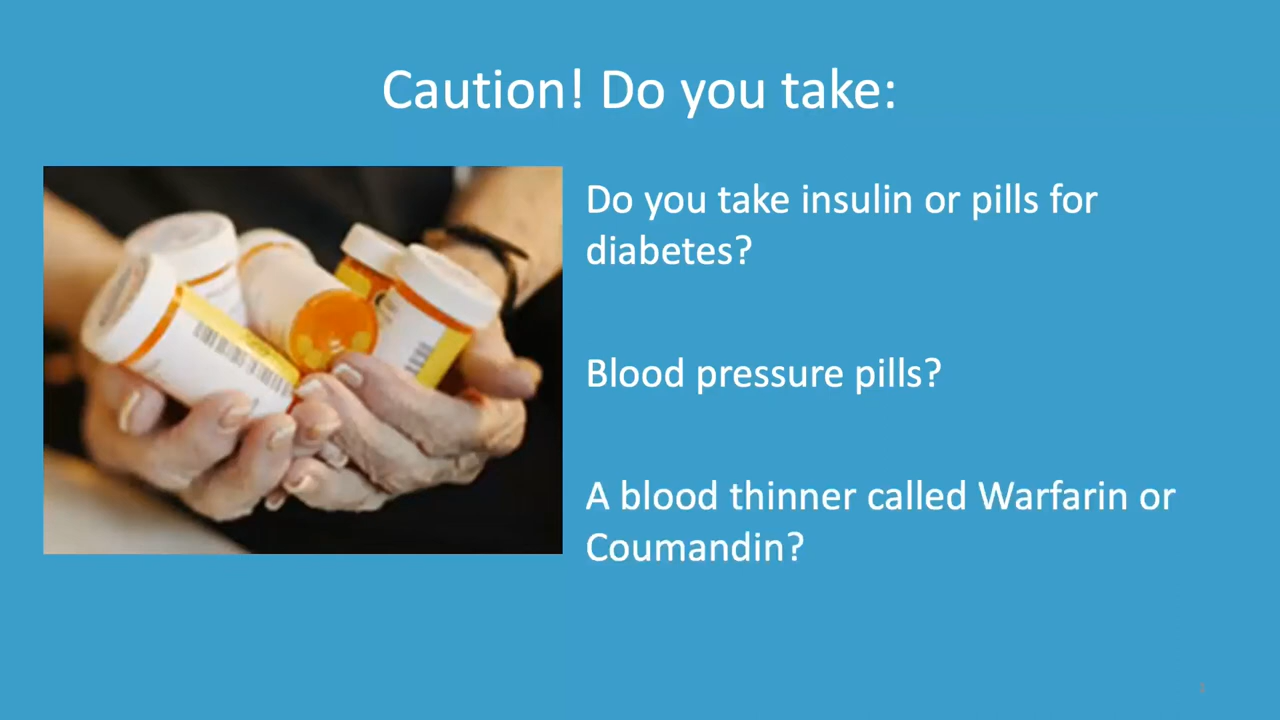 Caution! Do you take:
Do you take insulin or pills for
diabetes?
Blood pressure pills?
A blood thinner called Warfarin or
Coumandin?